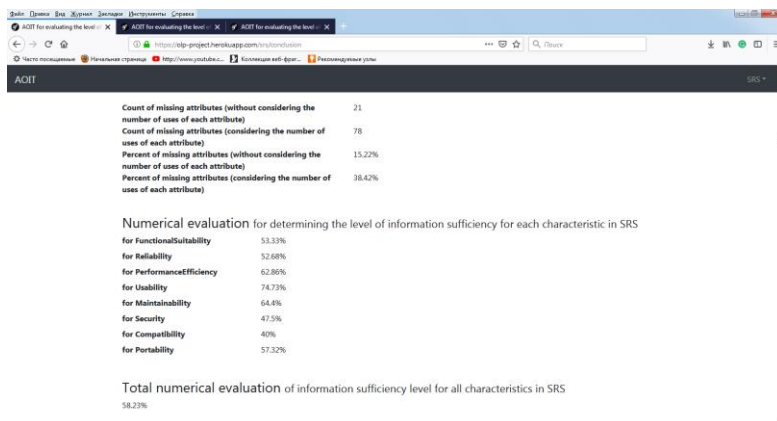 Файл Правка Вид Журнал Закладки Инструменты Справка
AOIT for evaluating the level of AOIT for evaluating the level of AOIT for evaluating the level of
https://olp-project.herokuapp.com/srs/conclusion Поиск
Часто посещаемые Начальная страница http://www.youtube.c... Коллекция веб-фраг... Рекомендуемые узлы
AOIT SRS
Count of missing attributes (without considering the 21
number of uses of each attribute)
Count of missing attributes (considering the number of 78
uses of each attribute)
Percent of missing attributes (without considering the 15.22%
number of uses of each attribute)
Percent of missing attributes (considering the number of 38.42%
uses of each attribute)
Numerical evaluation for determining the level of information sufficiency for each characteristic in SRS
for FunctionalSuitability 53.33%
for Reliability 52.68%
for PerformanceEfficiency 62.86%
for Usability 74.73%
for Maintainability 64.4%
for Security 47.5%
for Compatibility 40%
for Portability 57.32%
Total numerical evaluation of information sufficiency level for all characteristics in SRS
58.23%